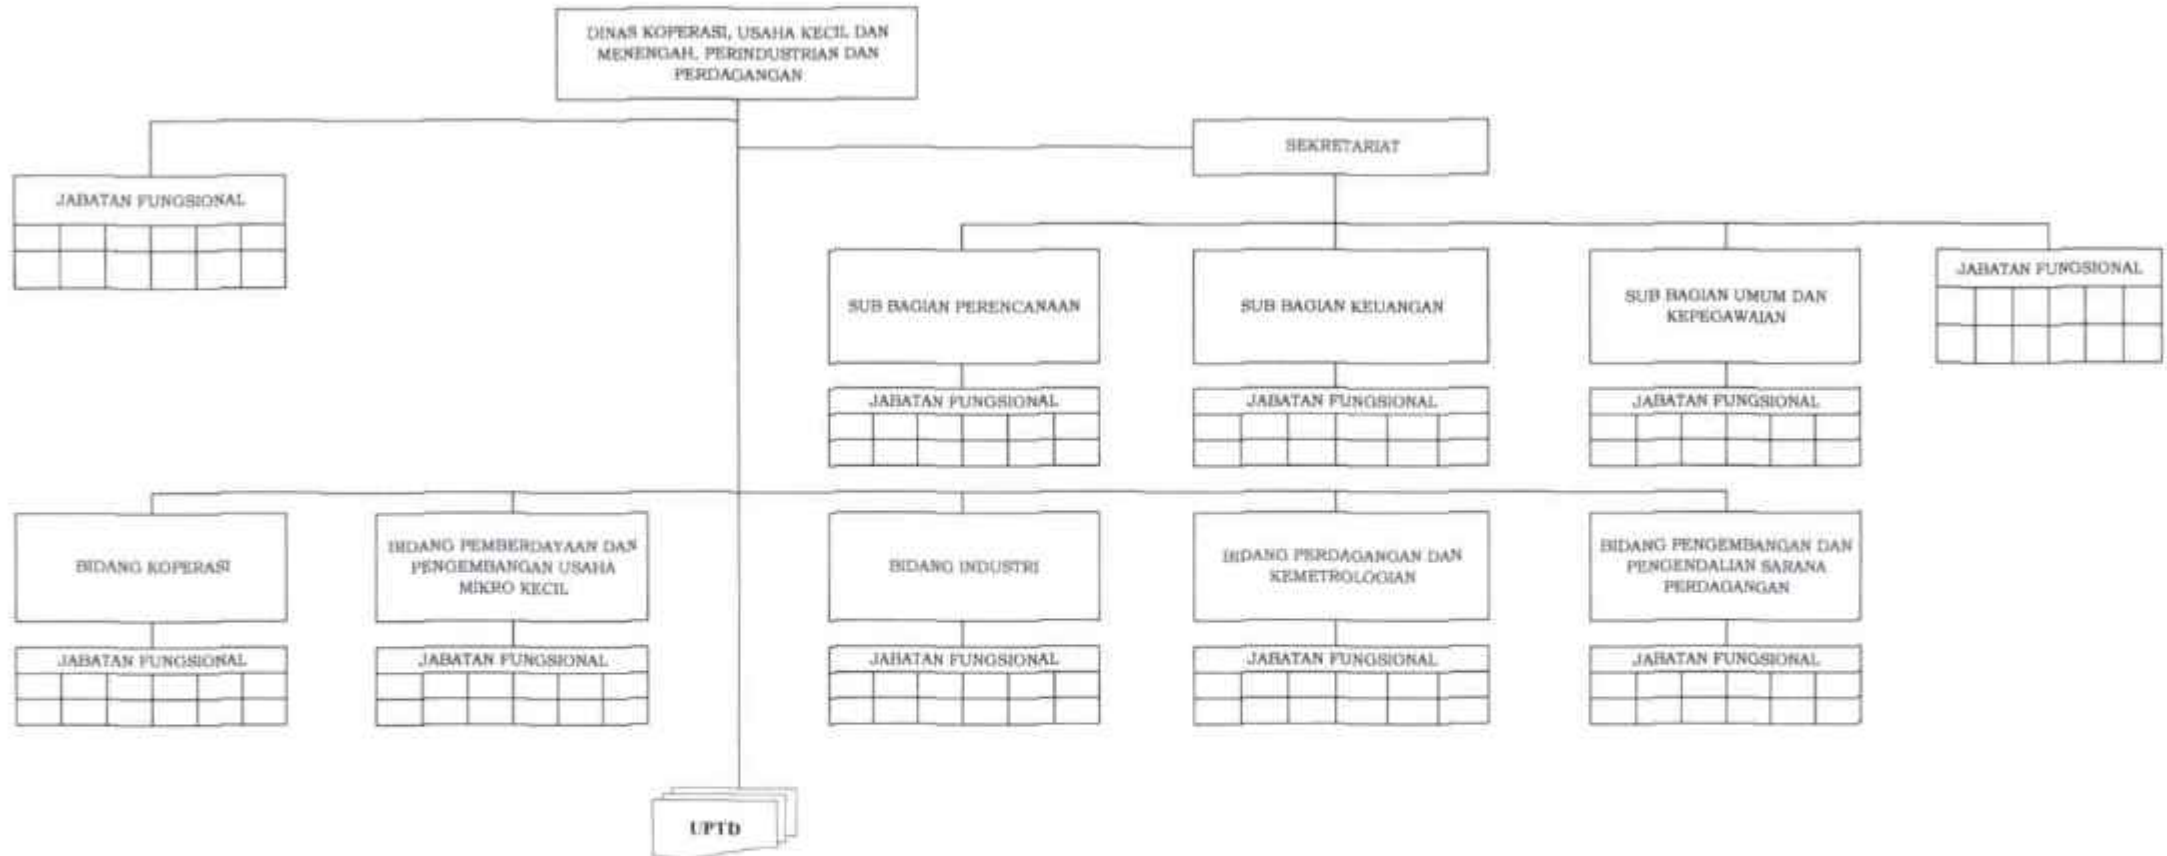 DINAS KOPERASI, USAHA KECIL DAN
MENENGAH, PERINDUSTRIAN DAN
PERDAGANGAN
SEKRETARIAT
JABATAN FUNGSIONAL
SUB BAGIAN PERENCANAAN
SUB BAGIAN KEUANGAN
SUB BAGIAN UMUM DAN
KEPEGAWAIAN
JABATAN FUNGSIONAL
JABATAN FUNGSIONAL
JABATAN FUNGSIONAL
JABATAN FUNGSIONAL
BIDANG KOPERASI
BIDANG PEMBERDAYAAN DAN
PENGEMBANGAN USAHA
MIKRO KECIL
BIDANG INDUSTRI
BIDANG PERDAGANGAN DAN
KEMETROLOGIAN
BIDANG PENGEMBANGAN DAN
PENGENDALIAN SARANA
PERDAGANGAN
JABATAN FUNGSIONAL
JABATAN FUNGSIONAL
JABATAN FUNGSIONAL
JABATAN FUNGSIONAL
JABATAN FUNGSIONAL
UPTD